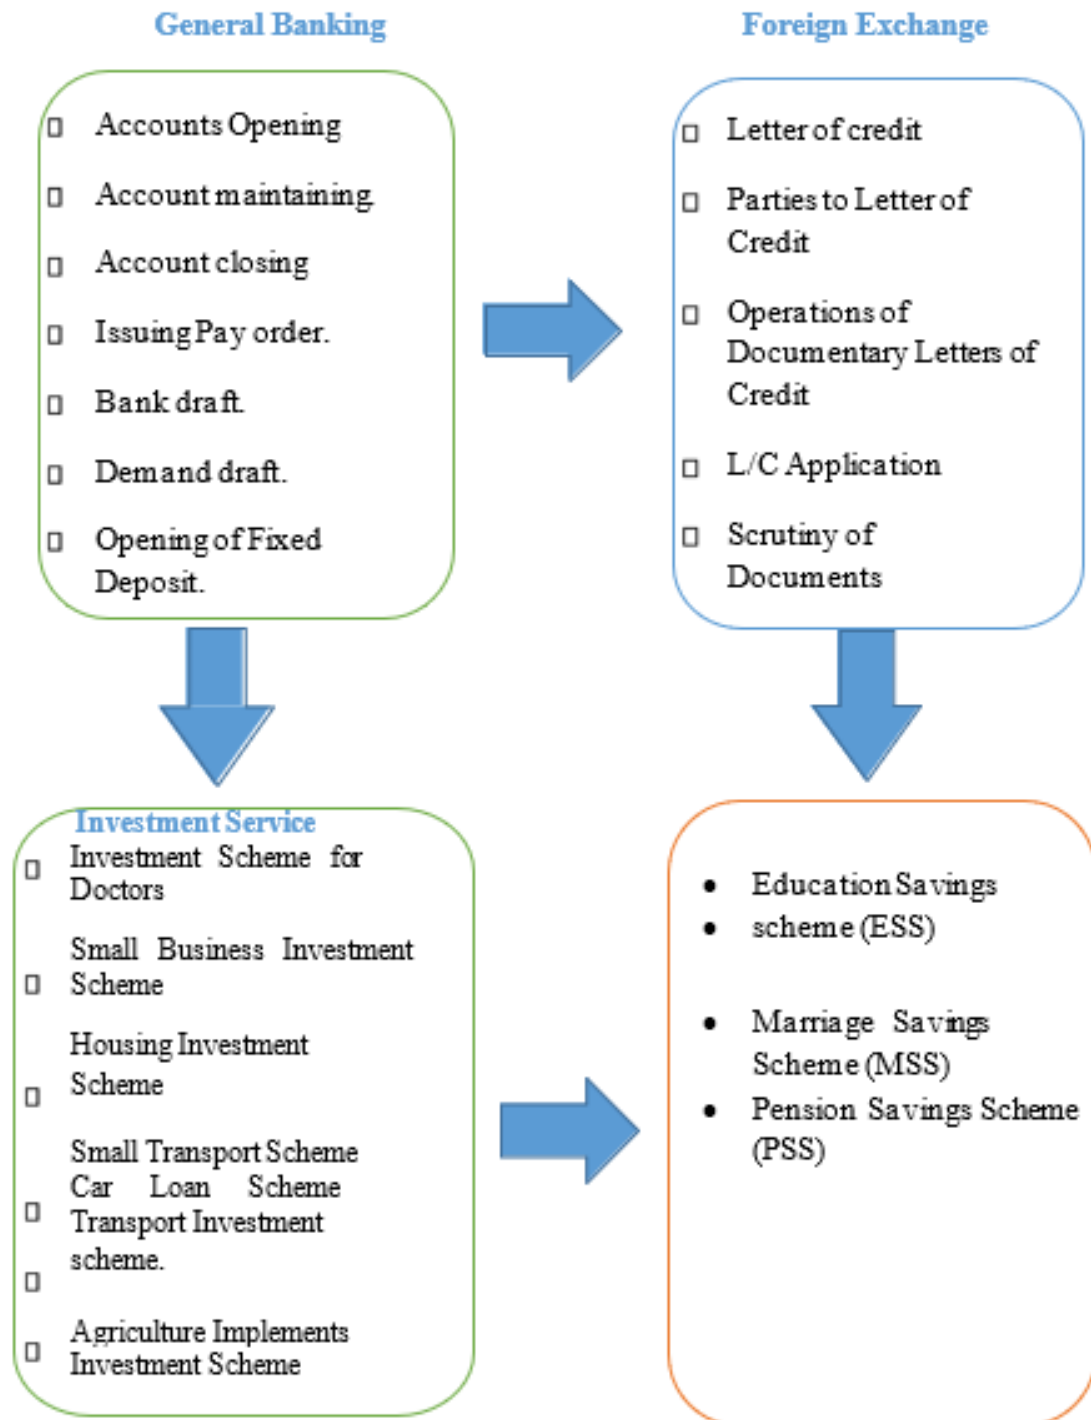 General Banking
Accounts Opening
Account maintaining.
Account closing
Issuing Pay order.
Bank draft.
Demand draft.
Opening of Fixed
Deposit.
Foreign Exchange
Letter of credit
Parties to Letter of
Credit
Operations of
Documentary Letters of
Credit
L/C Application
Scrutiny of
Documents
Investment Service
Investment Scheme for
Doctors
Small Business Investment
Scheme
Housing Investment
Scheme
Small Transport Scheme
Car Loan Scheme
Transport Investment
scheme.
Agriculture Implements
Investment Scheme
Education Savings
scheme (ESS)
Marriage Savings
Scheme (MSS)
Pension Savings Scheme
(PSS)